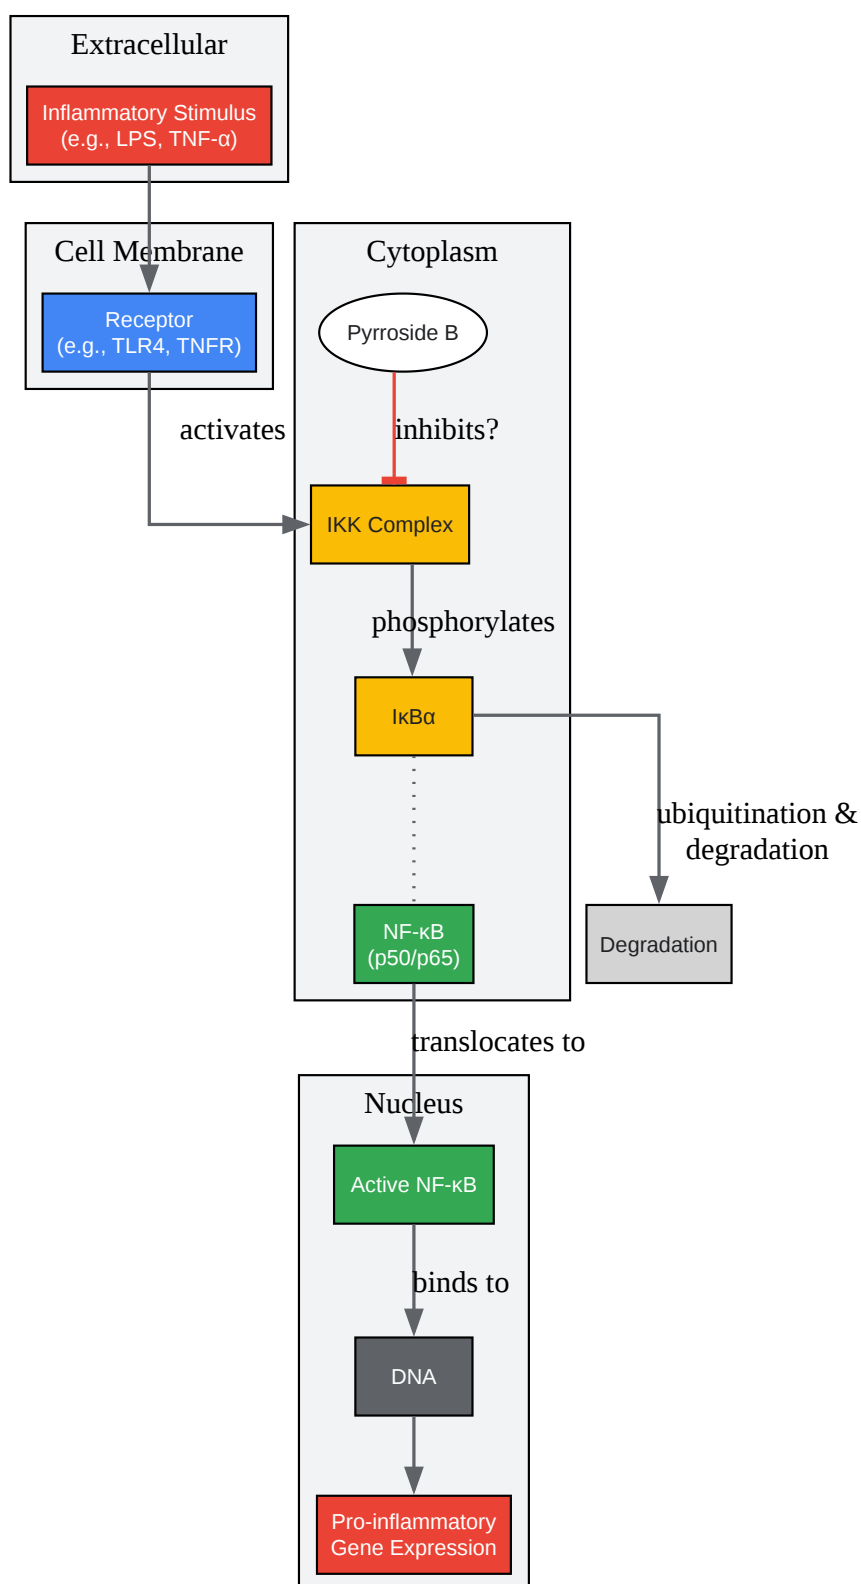 Extracellular
Inflammatory Stimulus
(e.g., LPS, TNF-α)
Cell Membrane
Receptor
(e.g., TLR4, TNFR)
activates
Cytoplasm
Pyrroside B
inhibits?
IKK Complex
phosphorylates
IκBα
ubiquitination &
degradation
Degradation
NF-κB
(p50/p65)
translocates to
Nucleus
Active NF-κB
binds to
DNA
Pro-inflammatory
Gene Expression